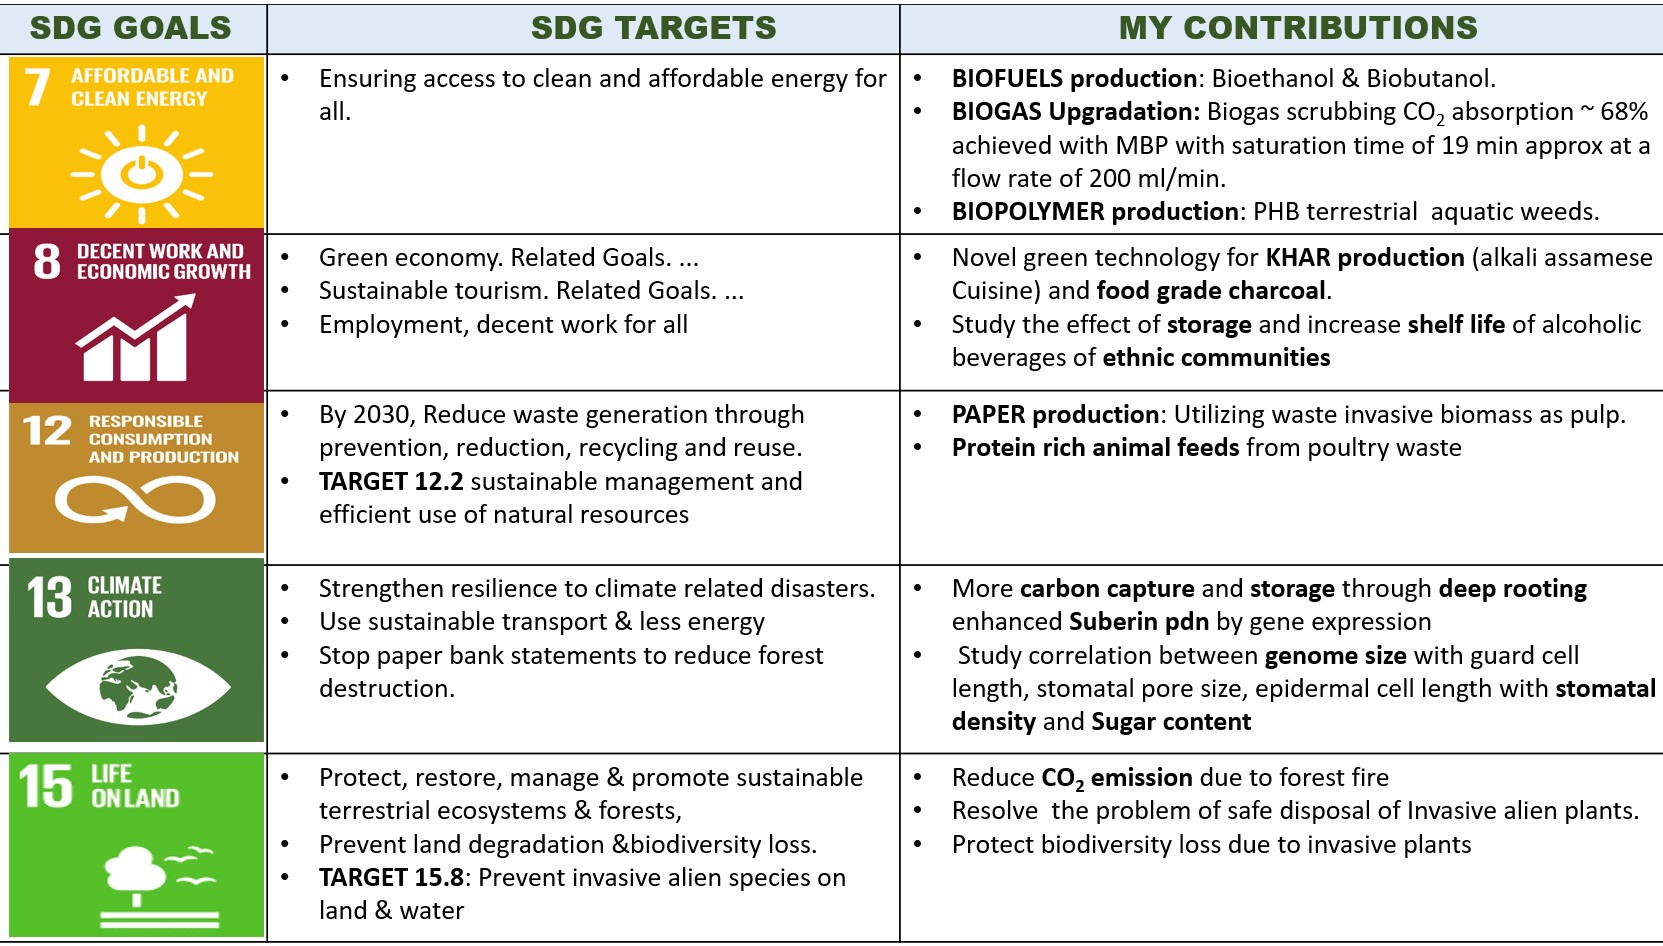 SDG GOALS
SDG TARGETS
MY CONTRIBUTIONS
7 AFFORDABLE AND
CLEAN ENERGY
• Ensuring access to clean and affordable energy for
all.
• BIOFUELS production: Bioethanol & Biobutanol.
• BIOGAS Upgradation: Biogas scrubbing CO₂ absorption ~ 68%
achieved with MBP with saturation time of 19 min approx at a
flow rate of 200 ml/min.
• BIOPOLYMER production: PHB terrestrial  aquatic weeds.
8 DECENT WORK AND
ECONOMIC GROWTH
• Green economy. Related Goals. ...
• Sustainable tourism. Related Goals. ...
• Employment, decent work for all
• Novel green technology for KHAR production (alkali assamese
Cuisine) and food grade charcoal.
• Study the effect of storage and increase shelf life of alcoholic
beverages of ethnic communities
12 RESPONSIBLE
CONSUMPTION
AND PRODUCTION
• By 2030, Reduce waste generation through
prevention, reduction, recycling and reuse.
• TARGET 12.2 sustainable management and
efficient use of natural resources
• PAPER production: Utilizing waste invasive biomass as pulp.
• Protein rich animal feeds from poultry waste
13 CLIMATE
ACTION
• Strengthen resilience to climate related disasters.
• Use sustainable transport & less energy
• Stop paper bank statements to reduce forest
destruction.
• More carbon capture and storage through deep rooting
enhanced Suberin pdn by gene expression
• Study correlation between genome size with guard cell
length, stomatal pore size, epidermal cell length with stomatal
density and Sugar content
15 LIFE
ON LAND
• Protect, restore, manage & promote sustainable
terrestrial ecosystems & forests,
• Prevent land degradation &biodiversity loss.
• TARGET 15.8: Prevent invasive alien species on
land & water
• Reduce CO₂ emission due to forest fire
• Resolve  the problem of safe disposal of Invasive alien plants.
• Protect biodiversity loss due to invasive plants